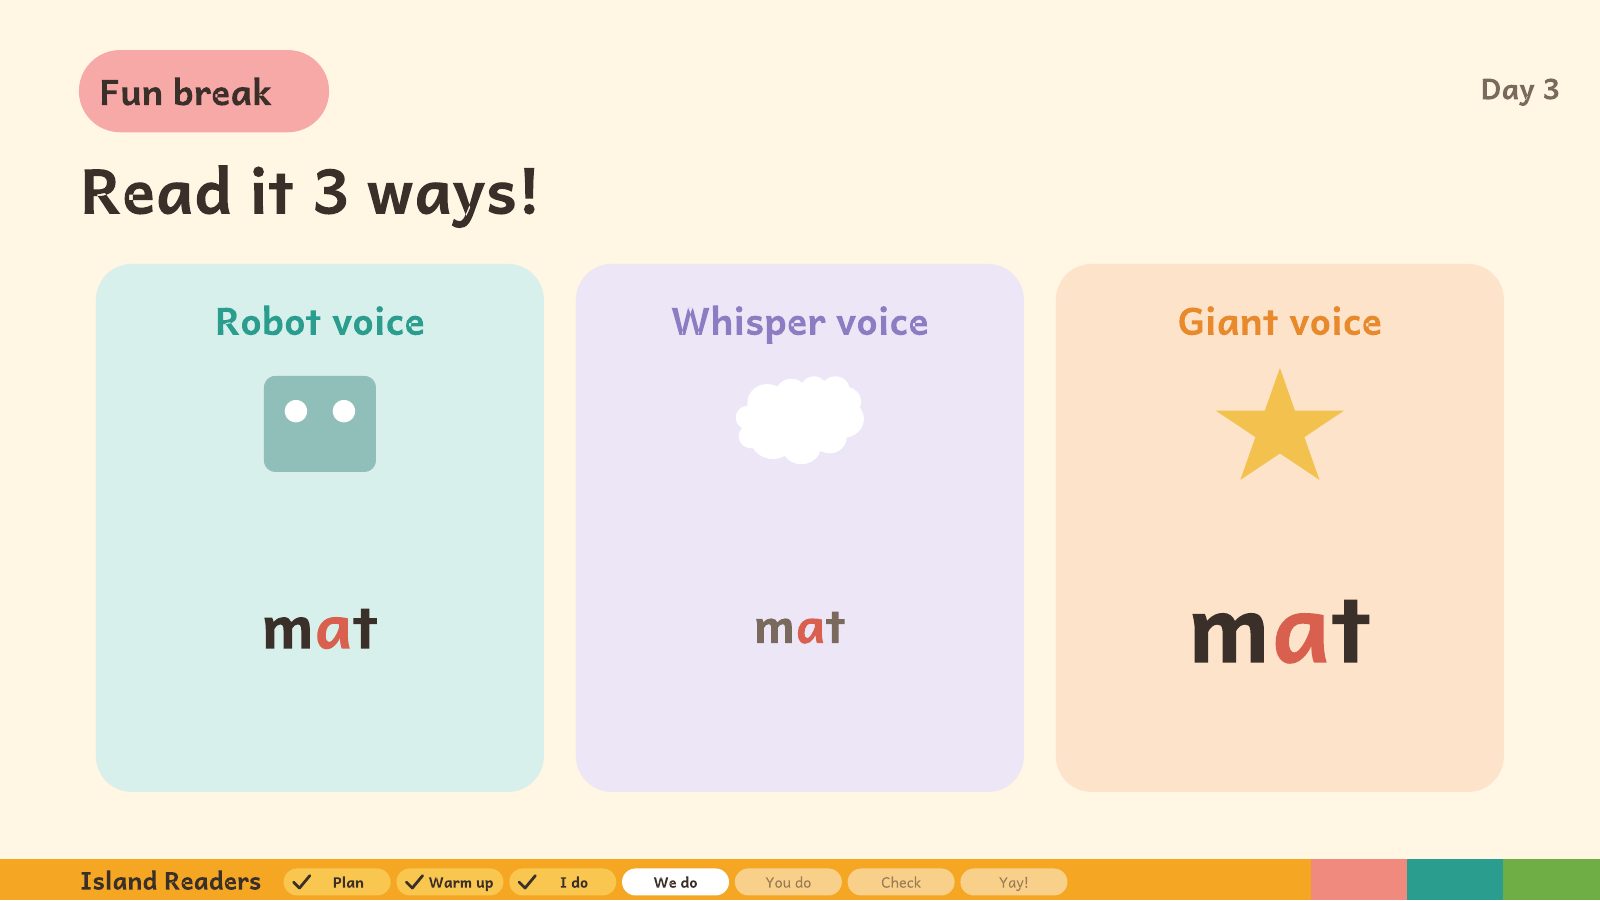 Fun break
Day 3
Read it 3 ways!
Robot voice
mat
Whisper voice
mat
Giant voice
mat
Island Readers
Plan
Warm up
I do
We do
You do
Check
Yay!